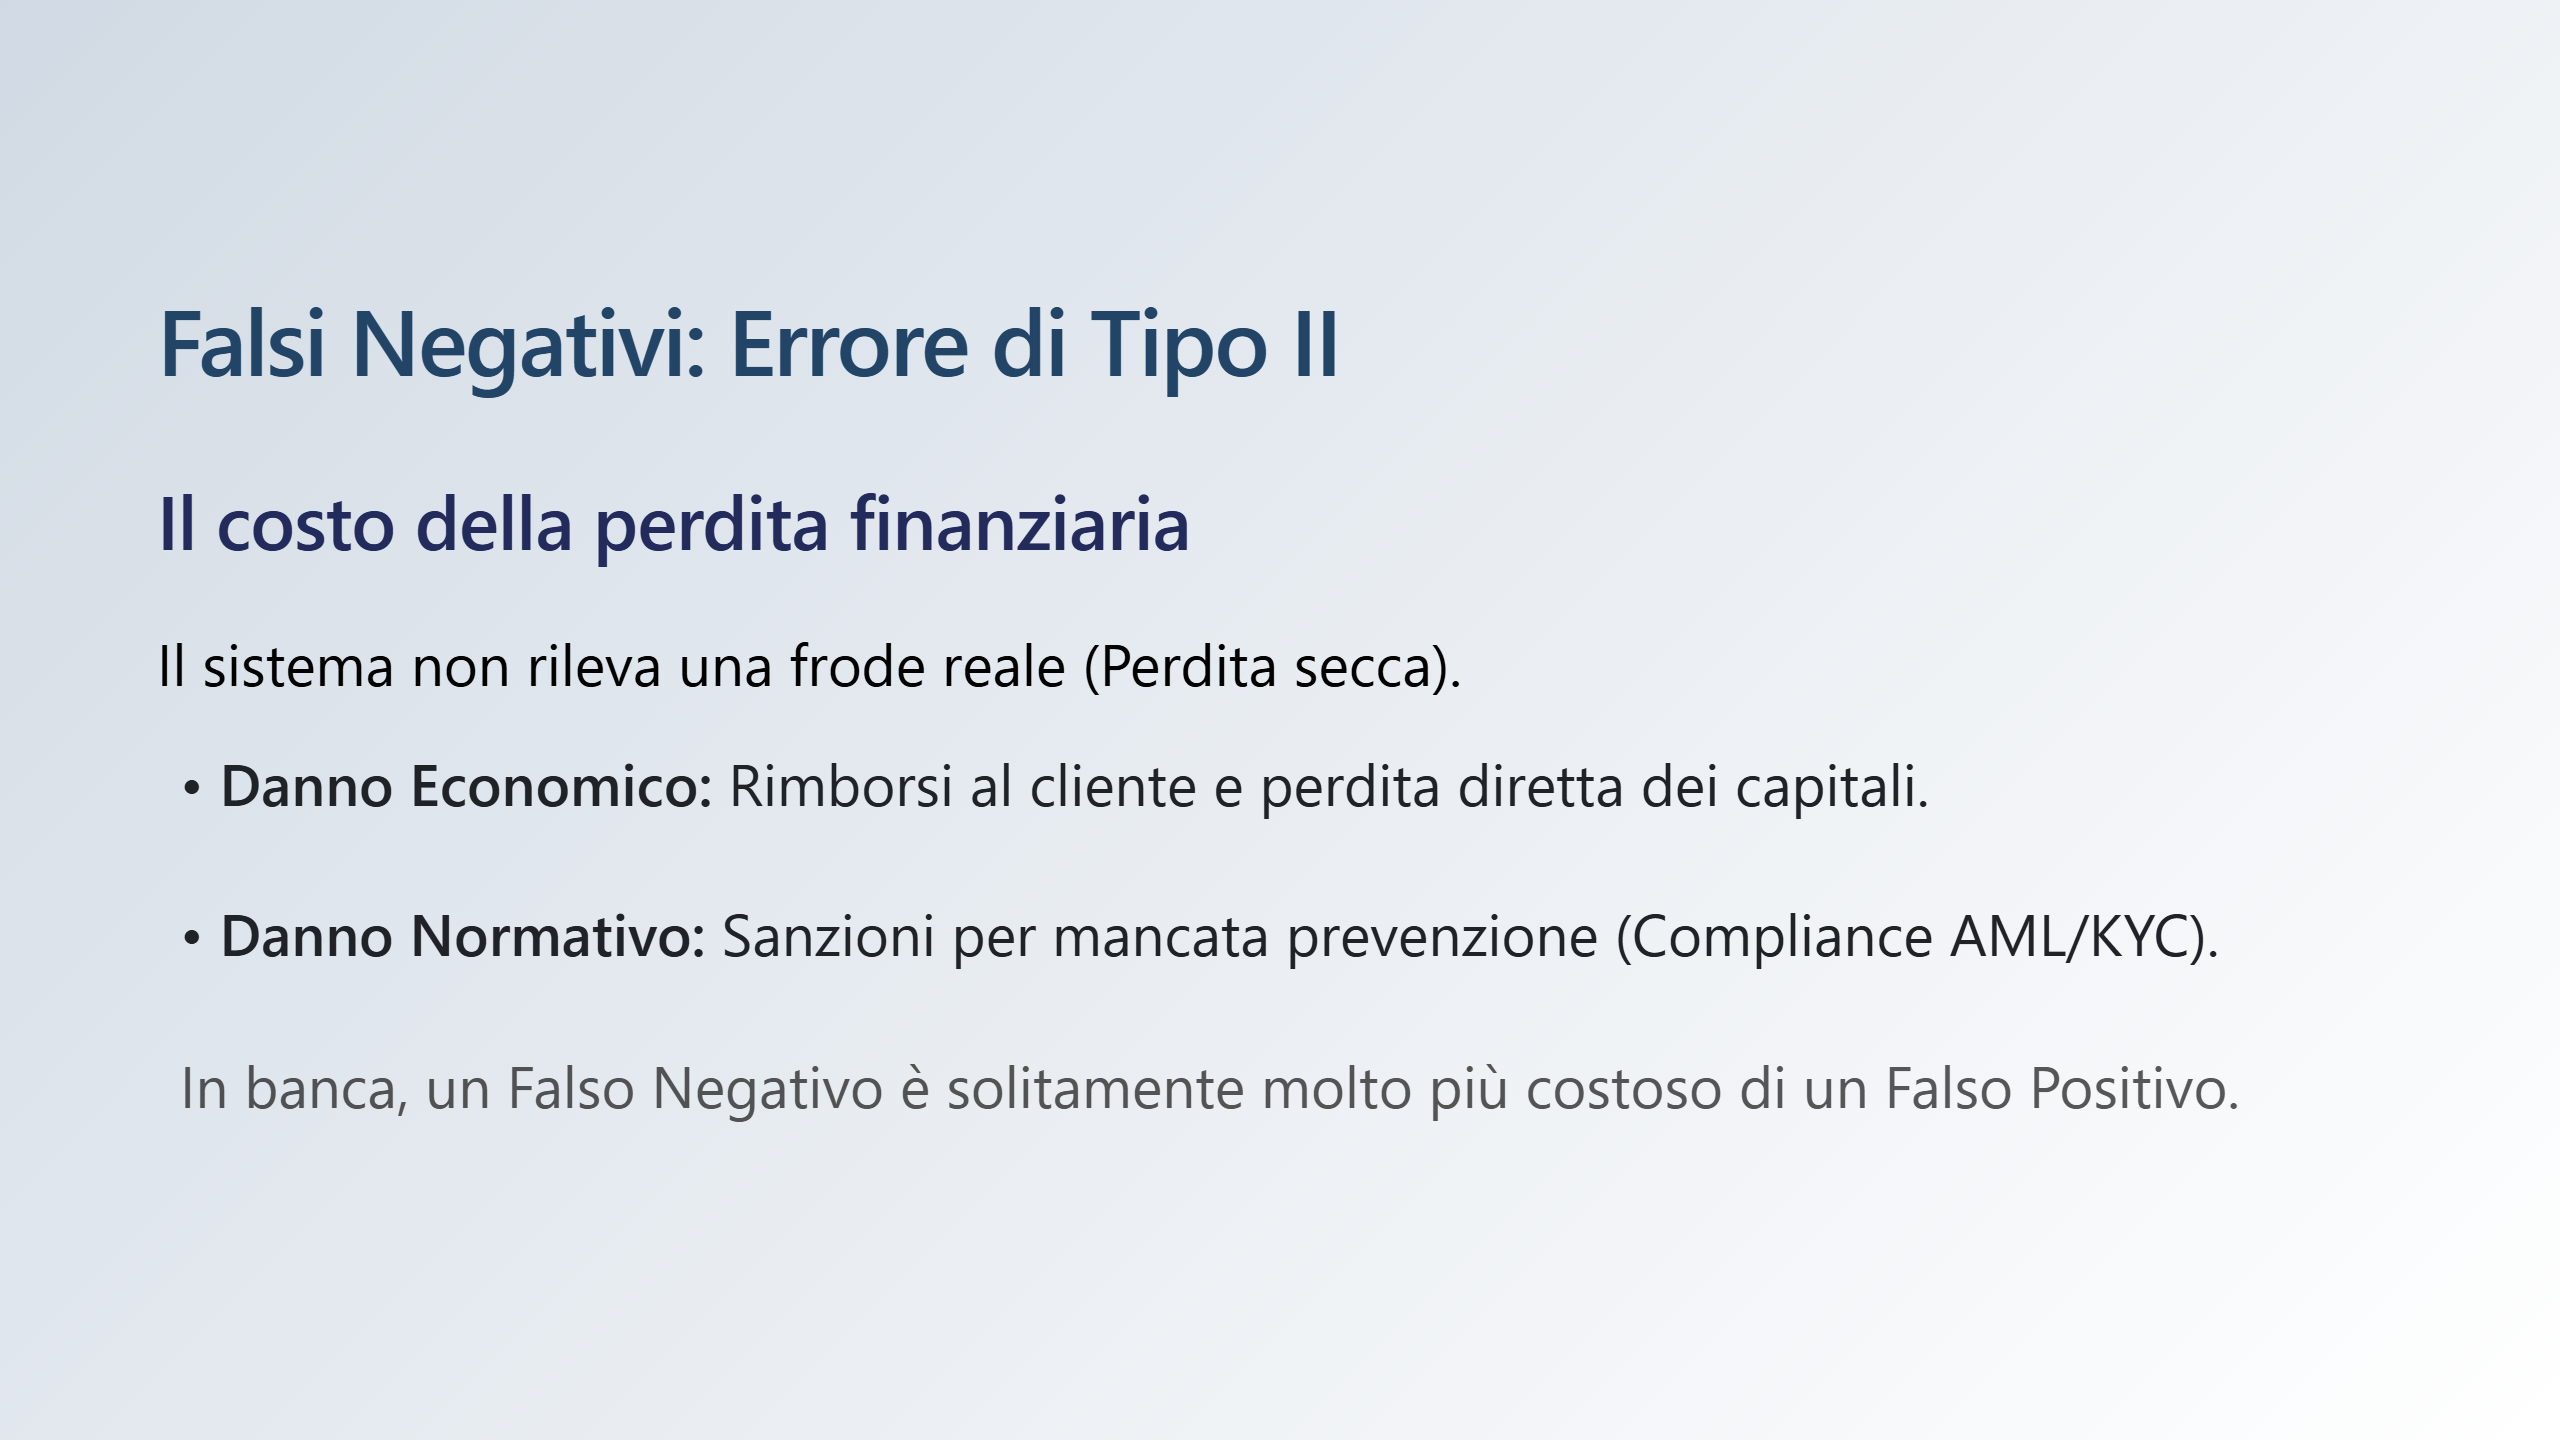 Falsi Negativi: Errore di Tipo II
Il costo della perdita finanziaria
Il sistema non rileva una frode reale (Perdita secca).
• Danno Economico: Rimborsi al cliente e perdita diretta dei capitali.
• Danno Normativo: Sanzioni per mancata prevenzione (Compliance AML/KYC).
In banca, un Falso Negativo è solitamente molto più costoso di un Falso Positivo.